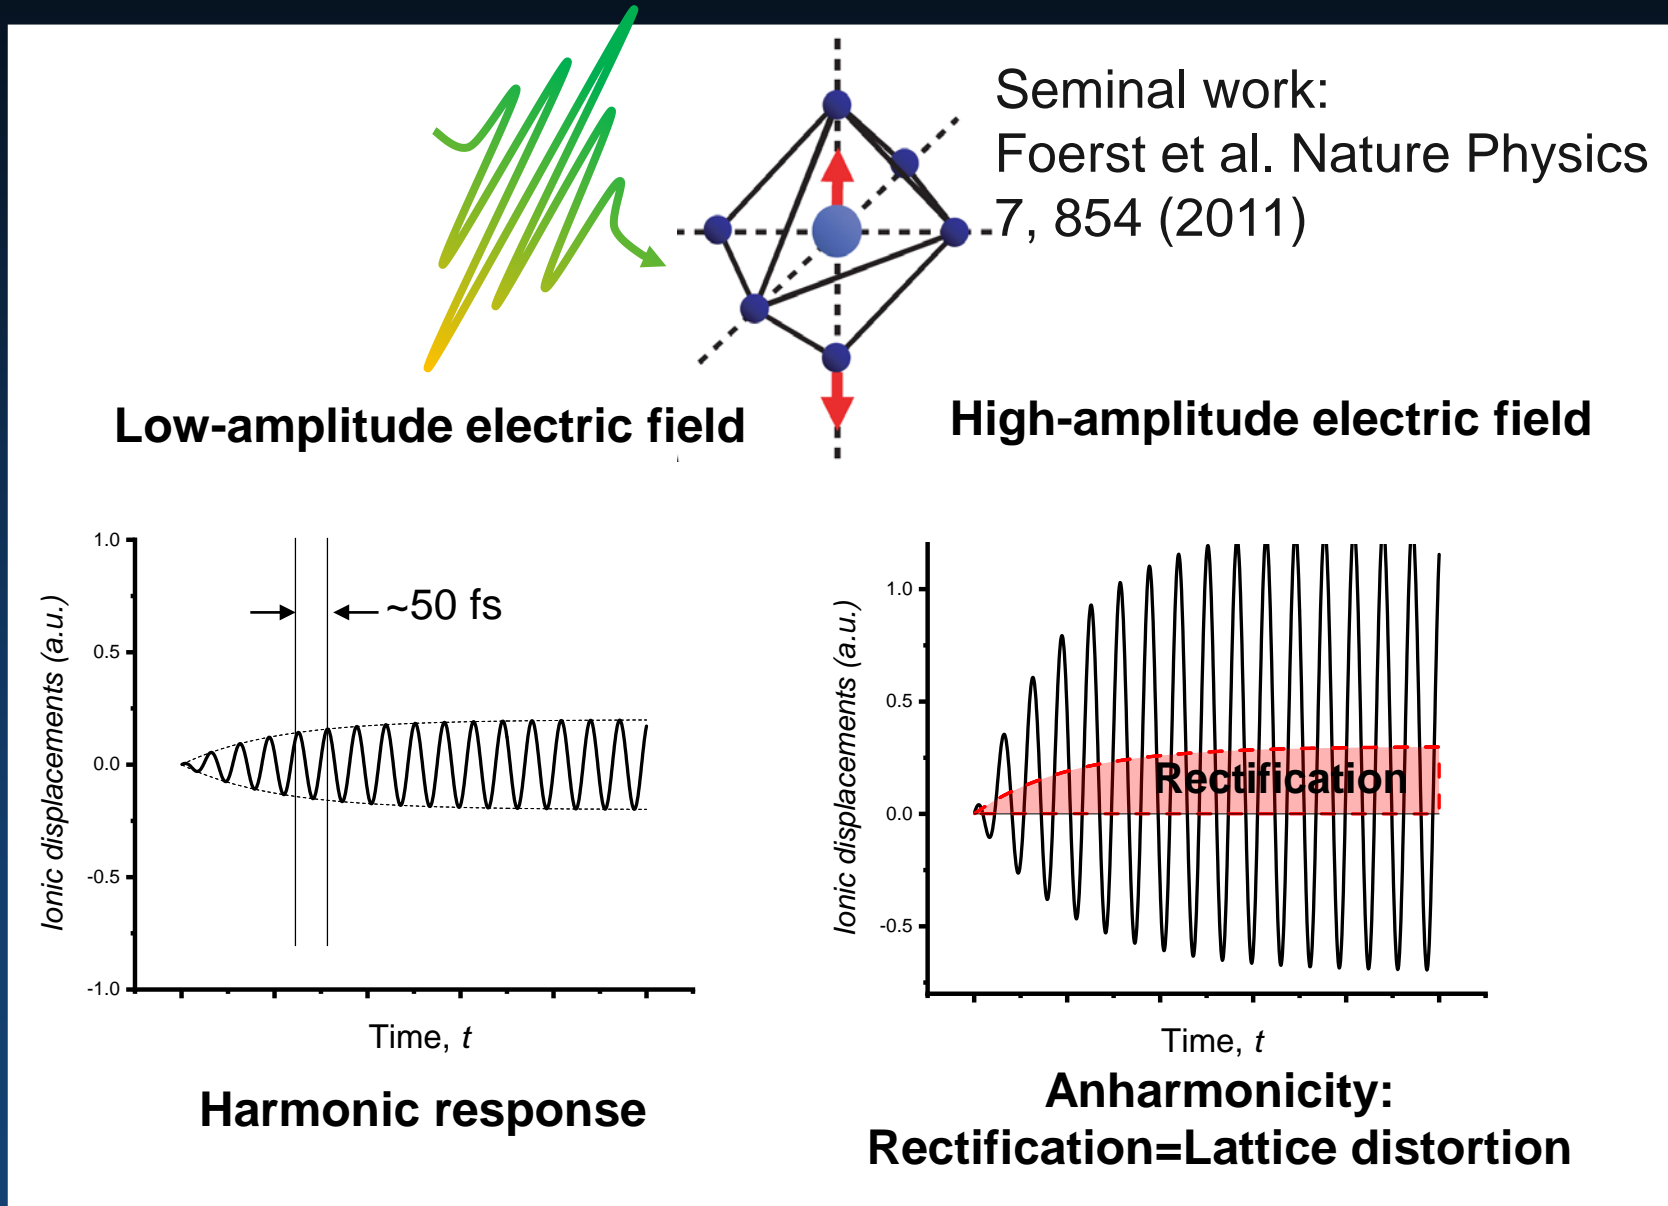 Seminal work:
Foerst et al. Nature Physics
7, 854 (2011)
Low-amplitude electric field
High-amplitude electric field
1.0
0.5
0.0
-0.5
-1.0
Ionic displacements (a.u.)
~50 fs
Time, t
Harmonic response
1.0
0.5
0.0
-0.5
Ionic displacements (a.u.)
Rectification
Time, t
Anharmonicity:
Rectification=Lattice distortion